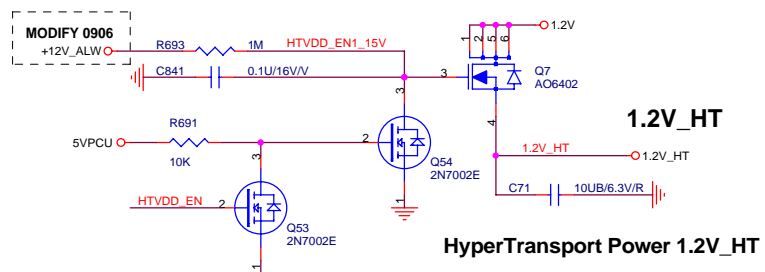 MODIFY 0906
+12V_ALW
R693
1M
HTVDD_EN1_15V
C841
0.1U/16V/V
3
1
2
5
6
1.2V
Q7
AO6402
3
4
1.2V_HT
1.2V_HT
1.2V_HT
5VPCU
R691
10K
2
3
1
Q54
2N7002E
C71
10UB/6.3V/R
HTVDD_EN
2
3
1
Q53
2N7002E
HyperTransport Power 1.2V_HT